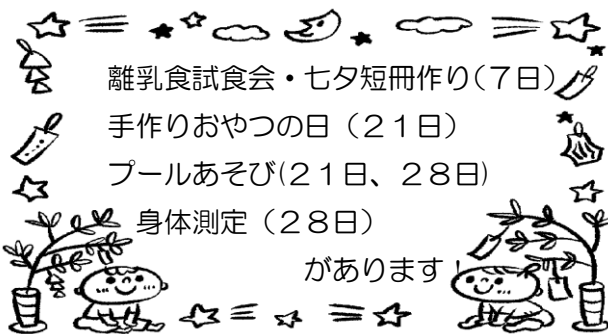 離乳食試食会・七夕短冊作り(7日)
手作りおやつの日（２１日）
プールあそび(２１日、２８日)
身体測定（２８日）
があります！